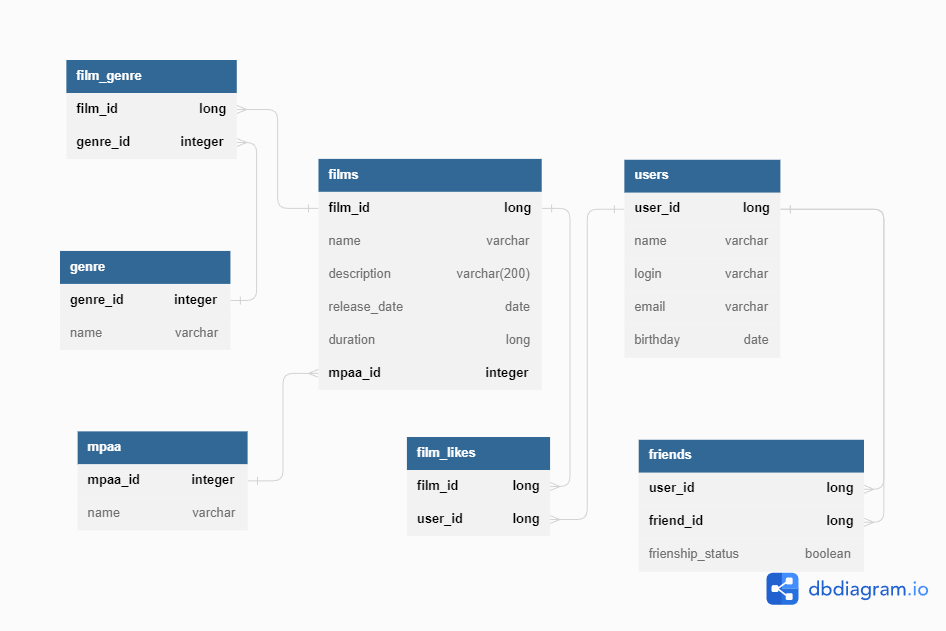 film_genre
film_id long
genre_id integer
genre
genre_id integer
name varchar
mpaa
mpaa_id integer
name varchar
films
film_id long
name varchar
description varchar(200)
release_date date
duration long
mpaa_id integer
film_likes
film_id long
user_id long
users
user_id long
name varchar
login varchar
email varchar
birthday date
friends
user_id long
friend_id long
frienship_status boolean
dbdiagram.io